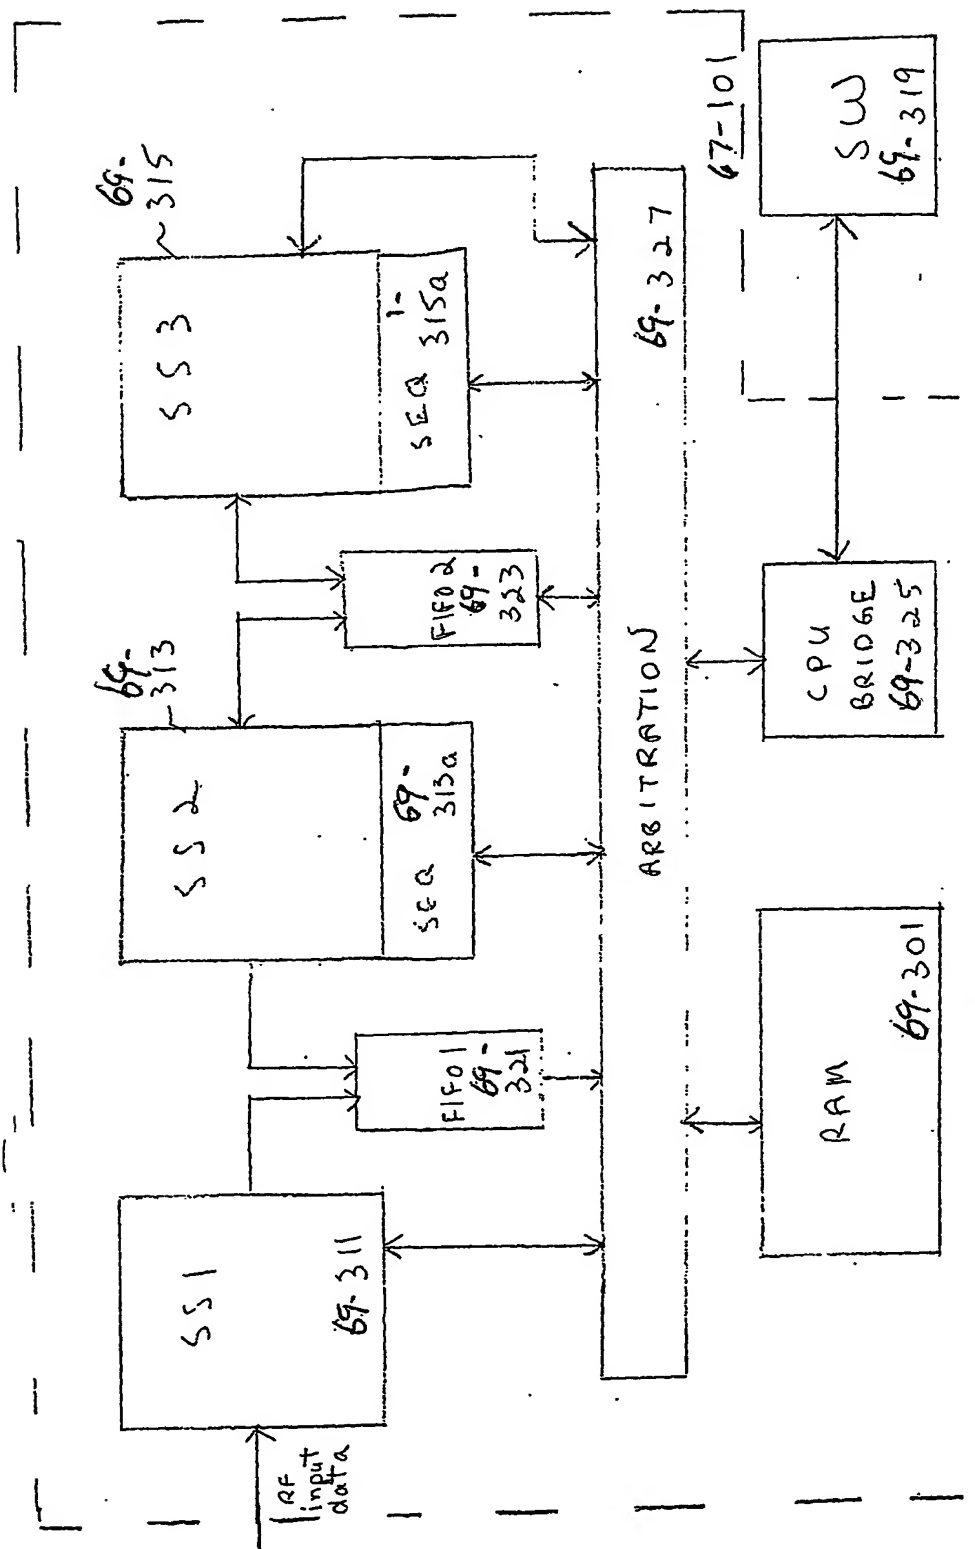 RF
input
data
SS1
69-311
FIFO1
69-
321
SS2
69-
313
SEQ
69-
313a
FIFO2
69-
323
SS3
69-
315
SEQ
1-
315a
ARBITRATION
69-327
RAM
69-301
CPU
BRIDGE
69-325
67-101
SW
69-319